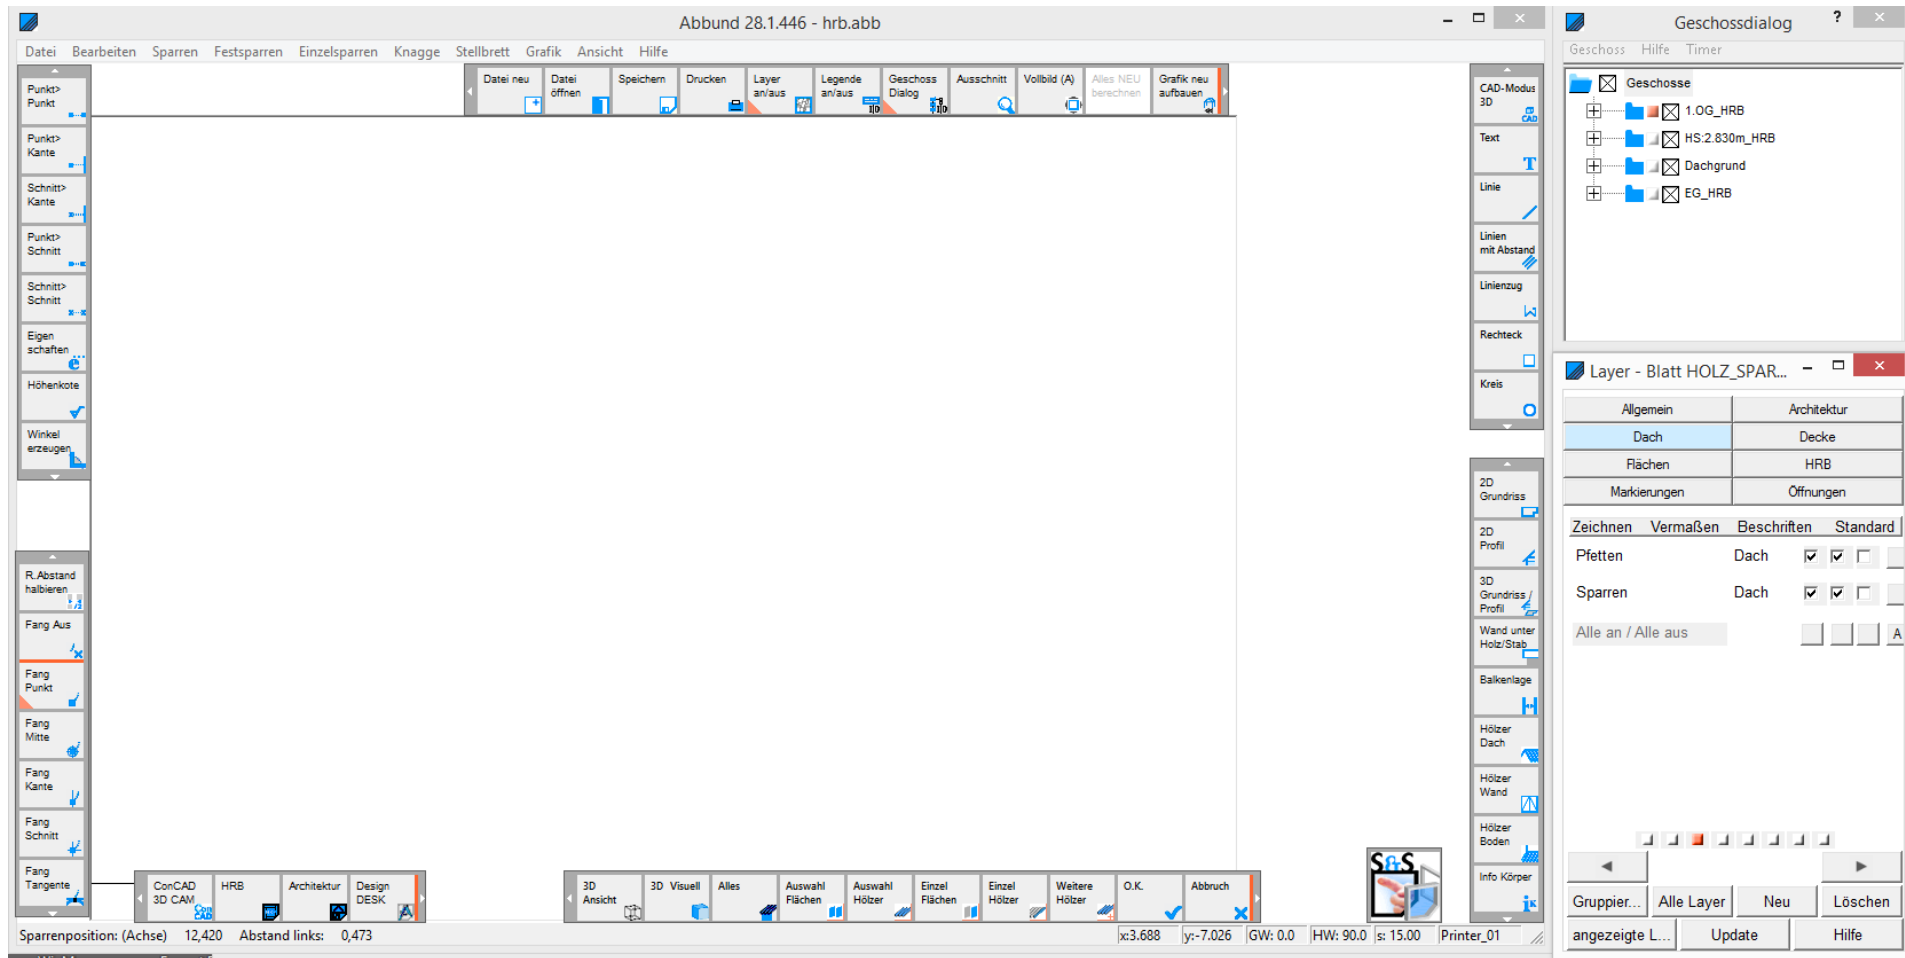 Abbund 28.1.446 - hrb.abb
Datei Bearbeiten Sparren Festsparren Einzelsparren Knagge Stellbrett Grafik Ansicht Hilfe
Datei neu
Datei
öffnen
Speichern
Drucken
Layer
an/aus
Legende
an/aus
Geschoss
Dialog
Ausschnitt
Vollbild (A)
Alles NEU
berechnen
Grafik neu
aufbauen
Punkt>
Punkt
Punkt>
Kante
Schnitt>
Kante
Punkt>
Schnitt
Schnitt>
Schnitt
Eigen
schaften
Höhenkote
Winkel
erzeugen
R.Abstand
halbieren
Fang Aus
Fang
Punkt
Fang
Mitte
Fang
Kante
Fang
Schnitt
Fang
Tangente
CAD-Modus
3D
CAD
Text
T
Linie
Linien
mit Abstand
Linienzug
Rechteck
Kreis
2D
Grundriss
2D
Profil
3D
Grundriss /
Profil
Wand unter
Holz/Stab
Balkenlage
Hölzer
Dach
Hölzer
Wand
Hölzer
Boden
Info Körper
ConCAD
3D CAM
Con
CAD
HRB
Architektur
Design
DESK
3D
Ansicht
3D Visuell
Alles
Auswahl
Flächen
Auswahl
Hölzer
Einzel
Flächen
Einzel
Hölzer
Weitere
Hölzer
O.K.
Abbruch
S&S
Sparrenposition: (Achse) 12,420 Abstand links: 0,473
x:3.688 y:-7.026 GW: 0.0 HW: 90.0 s: 15.00 Printer_01
Geschossdialog ?
Geschoss Hilfe Timer
Geschosse
1.OG_HRB
HS:2.830m_HRB
Dachgrund
EG_HRB
Layer - Blatt HOLZ_SPAR...
Allgemein Architektur
Dach Decke
Flächen HRB
Markierungen Öffnungen
Zeichnen Vermaßen Beschriften Standard
Pfetten Dach
Sparren Dach
Alle an / Alle aus A
Gruppier... Alle Layer Neu Löschen
angezeigte L... Update Hilfe